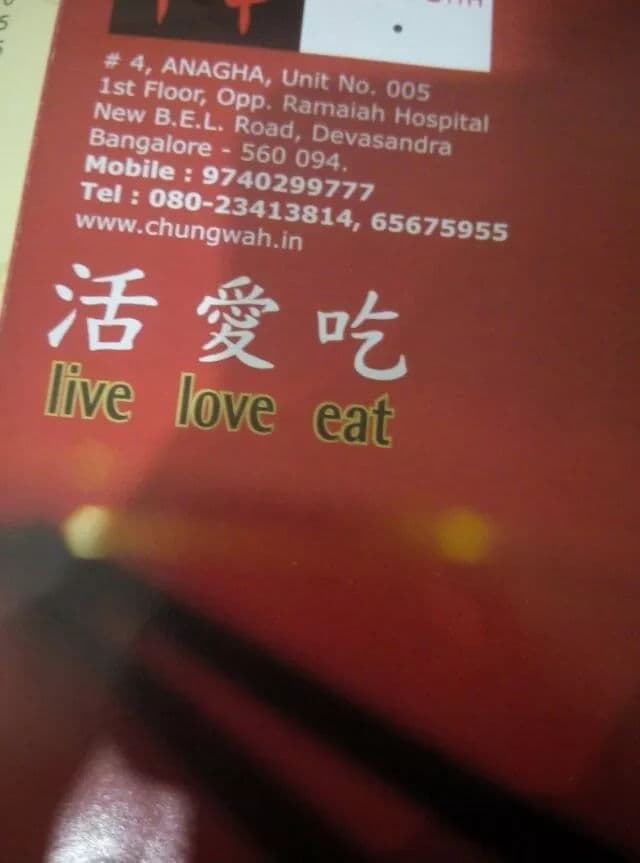 # 4, ANAGHA, Unit No. 005
1st Floor, Opp. Ramaiah Hospital
New B.E.L. Road, Devasandra
Bangalore - 560 094.
Mobile : 9740299777
Tel : 080-23413814, 65675955
www.chungwah.in
活 愛 吃
live love eat